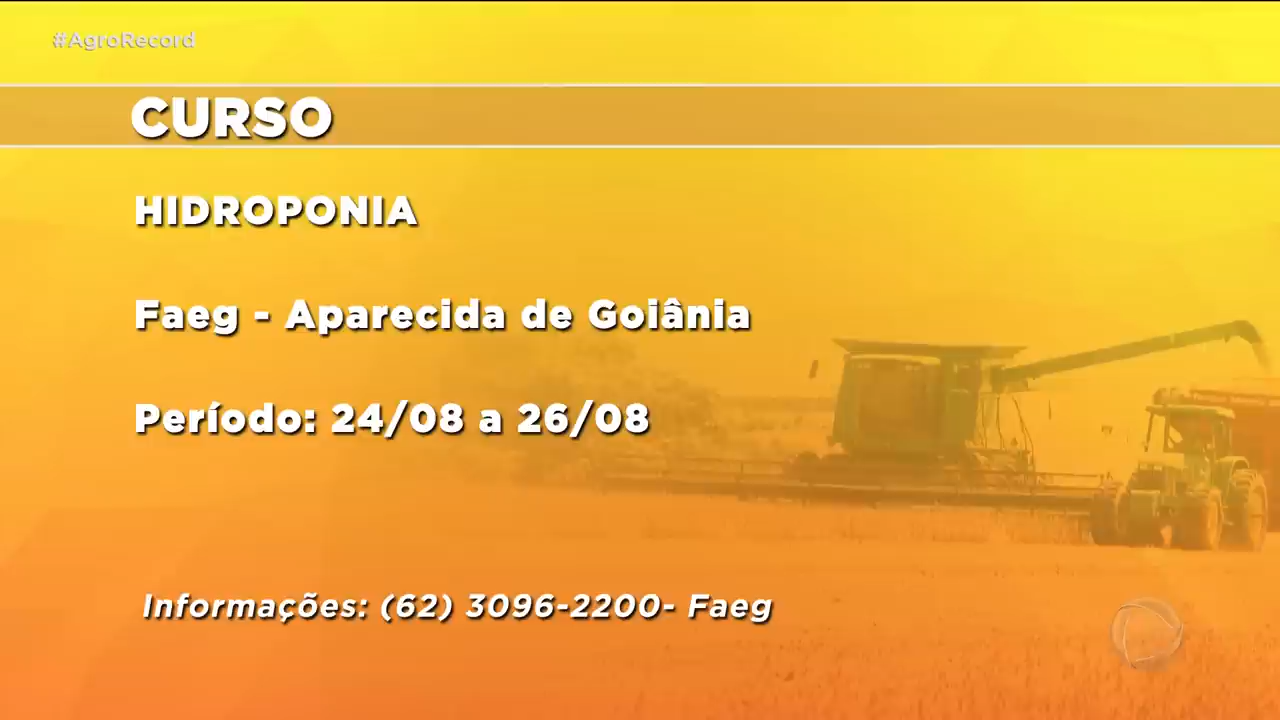 #AgroRecord
CURSO
HIDROPONIA
Faeg - Aparecida de Goiânia
Período: 24/08 a 26/08
Informações: (62) 3096-2200- Faeg